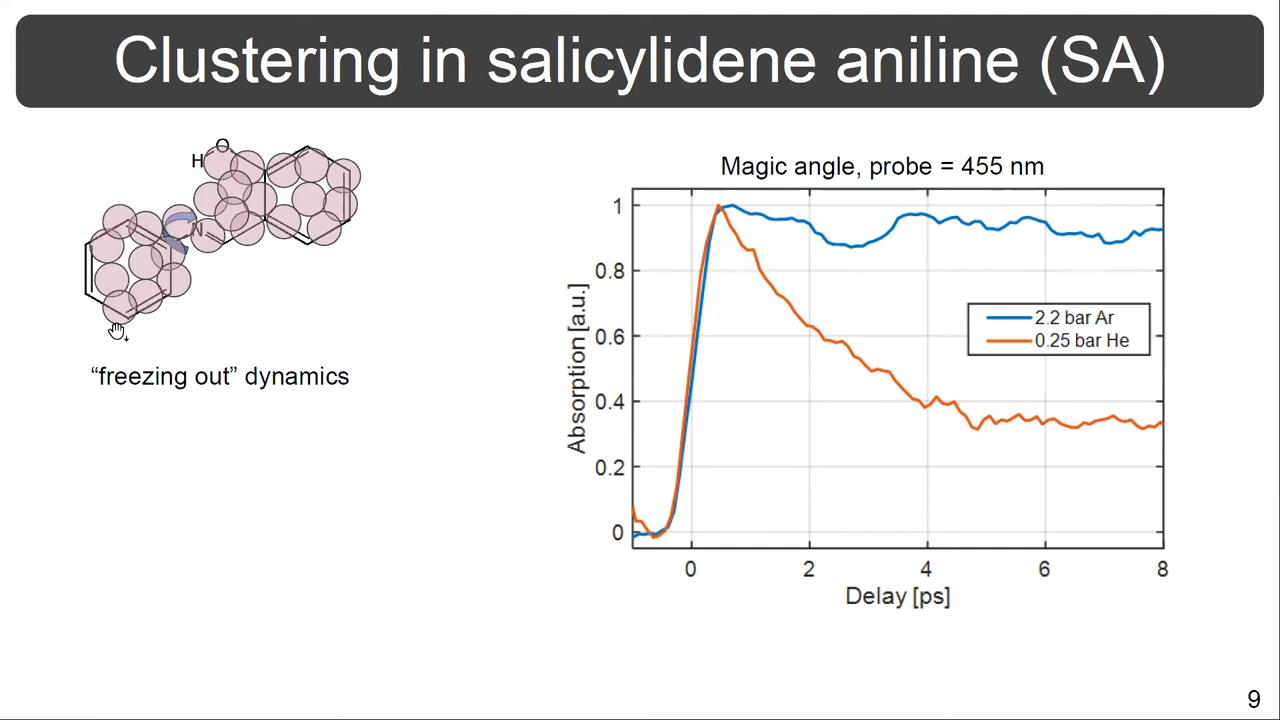 Clustering in salicylidene aniline (SA)
H
O
N
“freezing out” dynamics
Magic angle, probe = 455 nm
Absorption [a.u.]
1
0.8
0.6
0.4
0.2
0
2.2 bar Ar
0.25 bar He
0 2 4 6 8
Delay [ps]
9